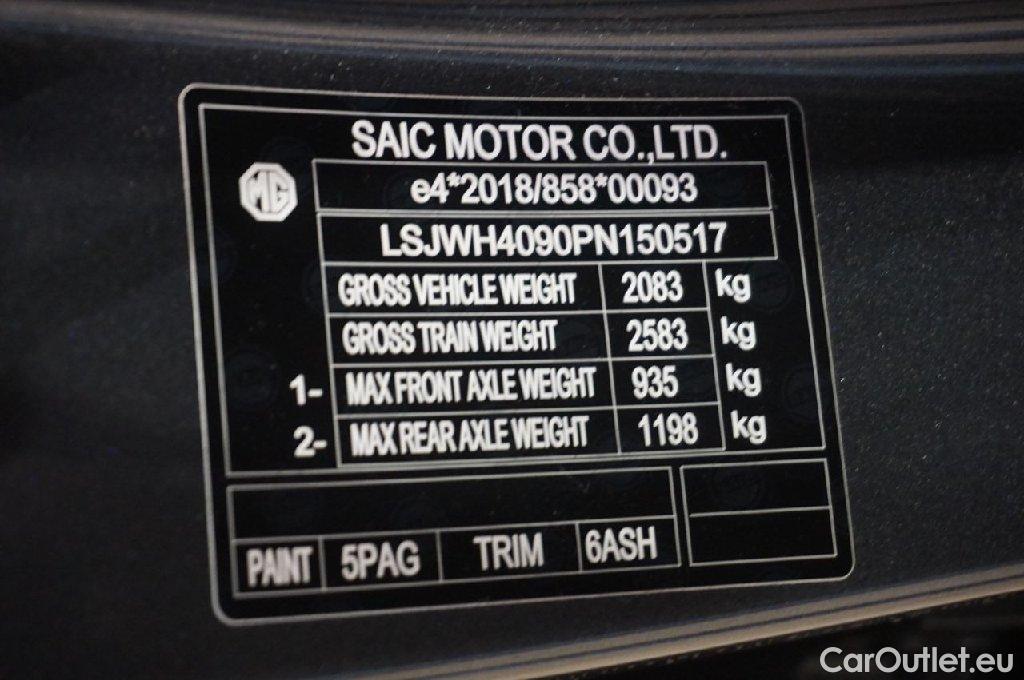 SAIC MOTOR CO.,LTD.
MG
e4*2018/858*00093
LSJWH4090PN150517
GROSS VEHICLE WEIGHT 2083 kg
GROSS TRAIN WEIGHT 2583 kg
1- MAX FRONT AXLE WEIGHT 935 kg
2- MAX REAR AXLE WEIGHT 1198 kg
PAINT 5PAG TRIM 6ASH
CarOutlet.eu